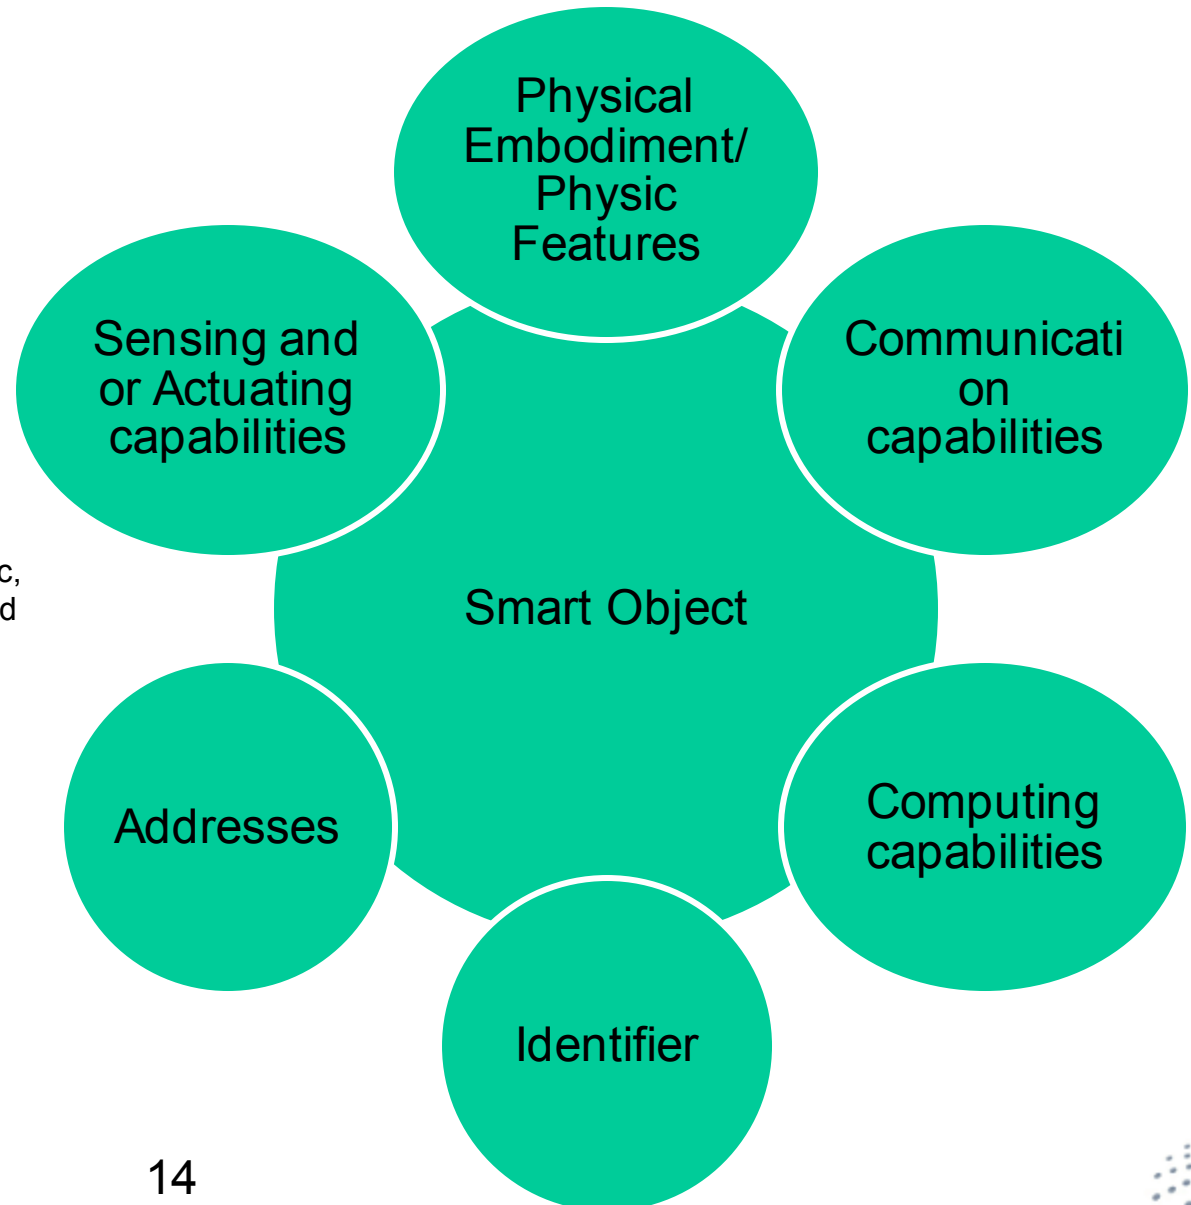 Physical
Embodiment/
Physic
Features
Sensing and
or Actuating
capabilities
Communicati
on
capabilities
c,
d
Smart Object
Addresses
Computing
capabilities
Identifier
14